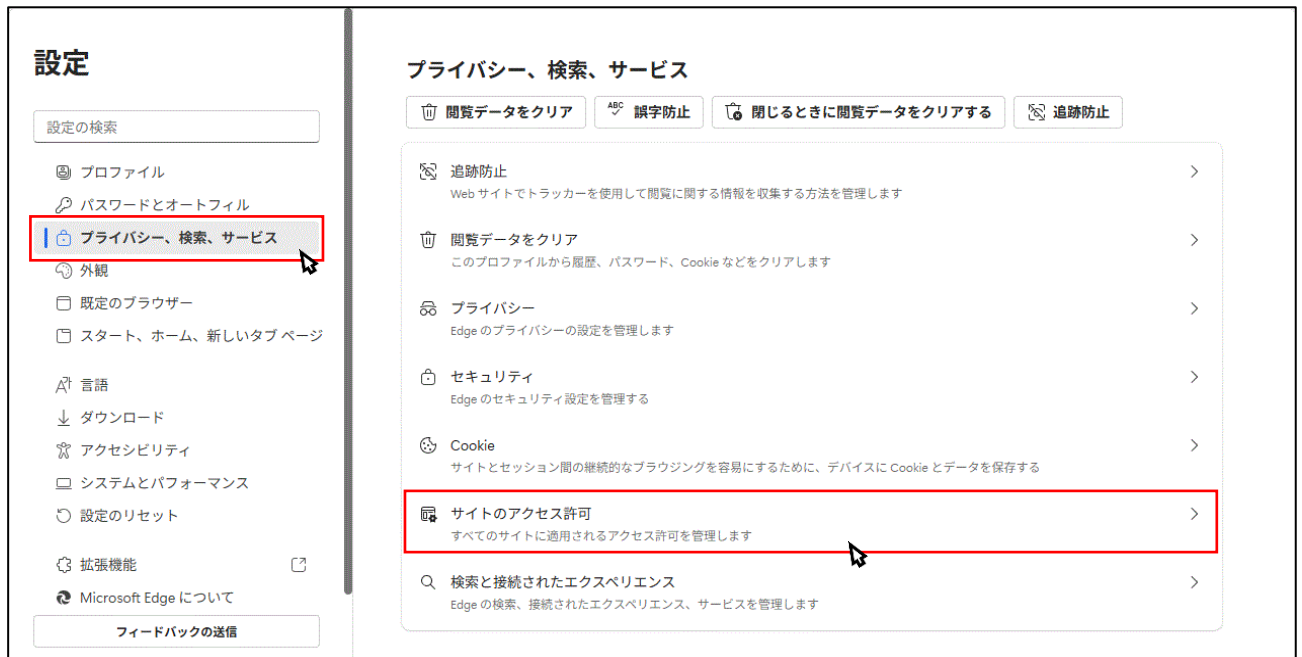 設定
設定の検索
プロファイル
パスワードとオートフィル
プライバシー、検索、サービス
外観
既定のブラウザー
スタート、ホーム、新しいタブ ページ
言語
ダウンロード
アクセシビリティ
システムとパフォーマンス
設定のリセット
拡張機能
Microsoft Edge について
フィードバックの送信
プライバシー、検索、サービス
閲覧データをクリア
ABC 誤字防止
閉じるときに閲覧データをクリアする
追跡防止
追跡防止
Web サイトでトラッカーを使用して閲覧に関する情報を収集する方法を管理します
閲覧データをクリア
このプロファイルから履歴、パスワード、Cookie などをクリアします
プライバシー
Edge のプライバシーの設定を管理します
セキュリティ
Edge のセキュリティ設定を管理する
Cookie
サイトとセッション間の継続的なブラウジングを容易にするために、デバイスに Cookie とデータを保存する
サイトのアクセス許可
すべてのサイトに適用されるアクセス許可を管理します
検索と接続されたエクスペリエンス
Edge の検索、接続されたエクスペリエンス、サービスを管理します